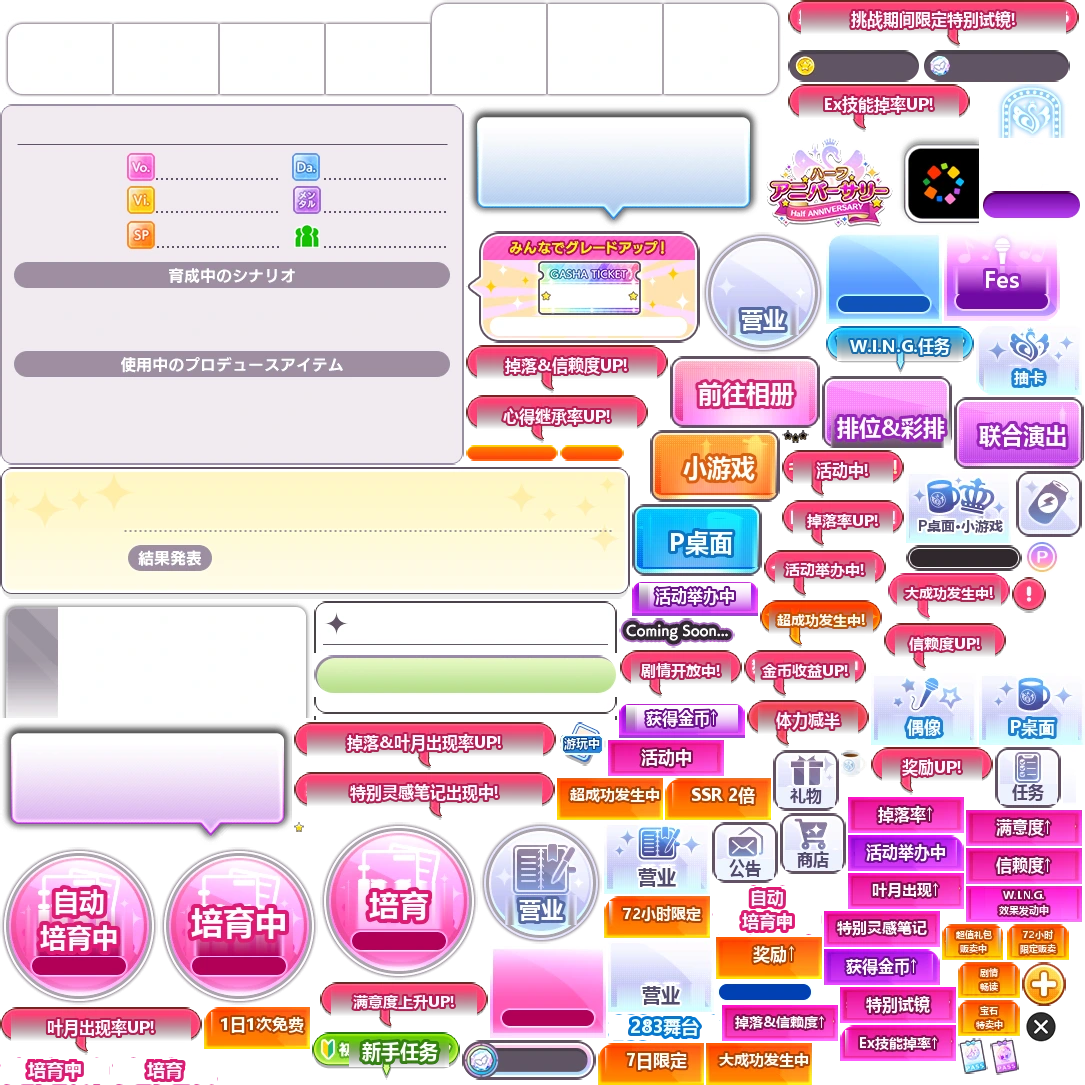 挑战期间限定特别试镜!
Ex技能掉率UP!
Vo.
Da.
Vi.
メンタル
SP
育成中のシナリオ
使用中のプロデュースアイテム
ハーフ
アニバーサリー
Half ANNIVERSARY
みんなでグレードアップ!
GASHA TICKET
营业
Fes
W.I.N.G.任务
抽卡
掉落&信赖度UP!
前往相册
心得继承率UP!
排位&彩排
联合演出
小游戏
活动中!
P桌面•小游戏
掉落率UP!
結果発表
P桌面
P
活动举办中!
大成功发生中!
!
活动举办中
超成功发生中!
Coming Soon...
信赖度UP!
剧情开放中!
金币收益UP!
偶像
P桌面
获得金币↑
体力减半
掉落&叶月出现率UP!
游玩中
活动中
奖励UP!
特别灵感笔记出现中!
超成功发生中
SSR 2倍
礼物
任务
掉落率↑
满意度↑
活动举办中
商店
公告
信赖度↑
营业
叶月出现↑
W.I.N.G.
效果发动中
自动
培育中
培育中
培育
营业
72小时限定
自动
培育中
特别灵感笔记
超值礼包
贩卖中
72小时
限定贩卖
奖励↑
获得金币↑
剧情
畅读
营业
满意度上升UP!
特别试镜
宝石
特卖中
叶月出现率UP!
1日1次免费
283舞台
掉落&信赖度↑
Ex技能掉率↑
初
新手任务
7日限定
大成功发生中
培育中
培育
PASS
PASS